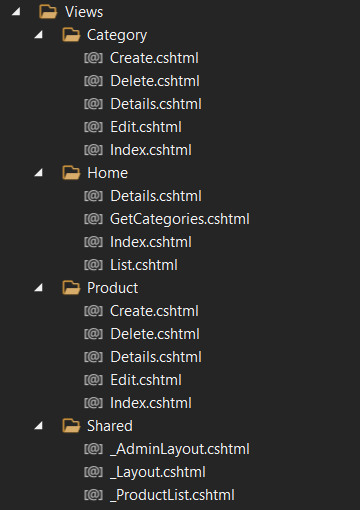 Views
Category
[@] Create.cshtml
[@] Delete.cshtml
[@] Details.cshtml
[@] Edit.cshtml
[@] Index.cshtml
Home
[@] Details.cshtml
[@] GetCategories.cshtml
[@] Index.cshtml
[@] List.cshtml
Product
[@] Create.cshtml
[@] Delete.cshtml
[@] Details.cshtml
[@] Edit.cshtml
[@] Index.cshtml
Shared
[@] _AdminLayout.cshtml
[@] _Layout.cshtml
[@] _ProductList.cshtml